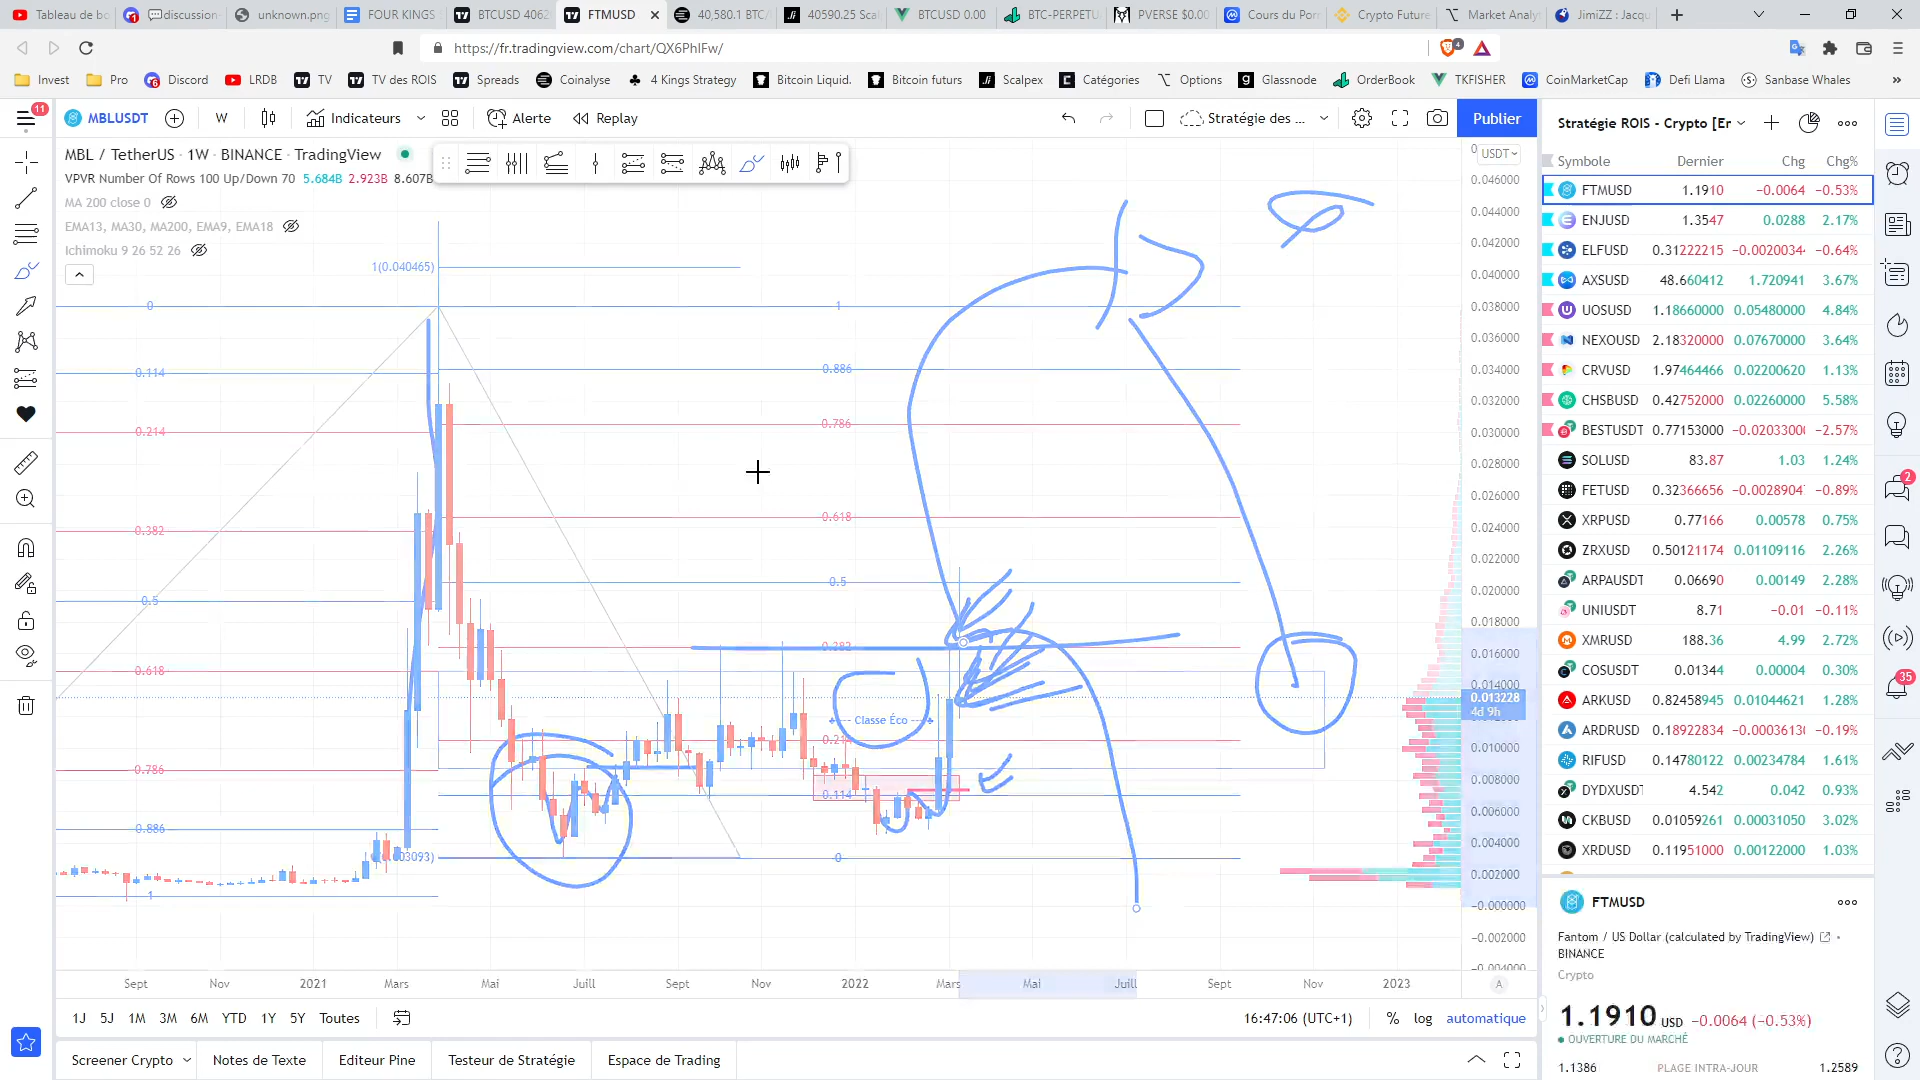 Tableau de bo
discussion
unknown.png
FOUR KINGS
BTCUSD 4062
FTMUSD
40,580.1 BTC/
40590.25 Scal
BTCUSD 0.00
BTC-PERPETU
PVERSE $0.00
Cours du Por
Crypto Future
Market Analy
JimiZZ : Jacqu
https://fr.tradingview.com/chart/QX6PhIFw/
4
Invest
Pro
Discord
LRDB
TV
TV des ROIS
Spreads
Coinalyse
4 Kings Strategy
Bitcoin Liquid.
Bitcoin futurs
Scalpex
Catégories
Options
Glassnode
OrderBook
TKFISHER
CoinMarketCap
Defi Llama
Sanbase Whales
»
11
MBLUSDT
W
Indicateurs
Alerte
Replay
Stratégie des ...
Publier
MBL / TetherUS · 1W · BINANCE · TradingView
VPVR Number Of Rows 100 Up/Down 70 5.684B 2.923B 8.607B
MA 200 close 0
EMA13, MA30, MA200, EMA9, EMA18
Ichimoku 9 26 52 26
1(0.040465)
0
0.114
0.214
0.382
0.5
0.618
0.786
0.886
1
(0.003093)
1
0.886
0.786
0.618
0.5
0.382
0.214
0.114
0
Classe Éco
USDT
0.046000
0.044000
0.042000
0.040000
0.038000
0.036000
0.034000
0.032000
0.030000
0.028000
0.026000
0.024000
0.022000
0.020000
0.018000
0.016000
0.014000
0.013228
4d 9h
0.010000
0.008000
0.006000
0.004000
0.002000
−0.000000
−0.002000
−0.004000
Sept
Nov
2021
Mars
Mai
Juill
Sept
Nov
2022
Mars
Mai
Juill
Sept
Nov
2023
A
1J 5J 1M 3M 6M YTD 1Y 5Y Toutes
16:47:06 (UTC+1)
%
log
automatique
Screener Crypto
Notes de Texte
Editeur Pine
Testeur de Stratégie
Espace de Trading
Stratégie ROIS - Crypto [Er
Symbole Dernier Chg Chg%
FTMUSD 1.1910 −0.0064 −0.53%
ENJUSD 1.3547 0.0288 2.17%
ELFUSD 0.31222215 −0.00200344 −0.64%
AXSUSD 48.660412 1.720941 3.67%
UOSUSD 1.18660000 0.05480000 4.84%
NEXOUSD 2.18320000 0.07670000 3.64%
CRVUSD 1.97464466 0.02200620 1.13%
CHSBUSD 0.42752000 0.02260000 5.58%
BESTUSDT 0.77153000 −0.02033000 −2.57%
SOLUSD 83.87 1.03 1.24%
FETUSD 0.32366656 −0.00289047 −0.89%
XRPUSD 0.77166 0.00578 0.75%
ZRXUSD 0.50121174 0.01109116 2.26%
ARPAUSDT 0.06690 0.00149 2.28%
UNIUSDT 8.71 −0.01 −0.11%
XMRUSD 188.36 4.99 2.72%
COSUSDT 0.01344 0.00004 0.30%
ARKUSD 0.82458945 0.01044621 1.28%
ARDRUSD 0.18922834 −0.00036130 −0.19%
RIFUSD 0.14780122 0.00234784 1.61%
DYDXUSDT 4.542 0.042 0.93%
CKBUSD 0.01059261 0.00031050 3.02%
XRDUSD 0.11951000 0.00122000 1.03%
FTMUSD
Fantom / US Dollar (calculated by TradingView)
BINANCE
Crypto
1.1910 USD −0.0064 (−0.53%)
OUVERTURE DU MARCHÉ
1.1386 PLAGE INTRA-JOUR 1.2589
2
35